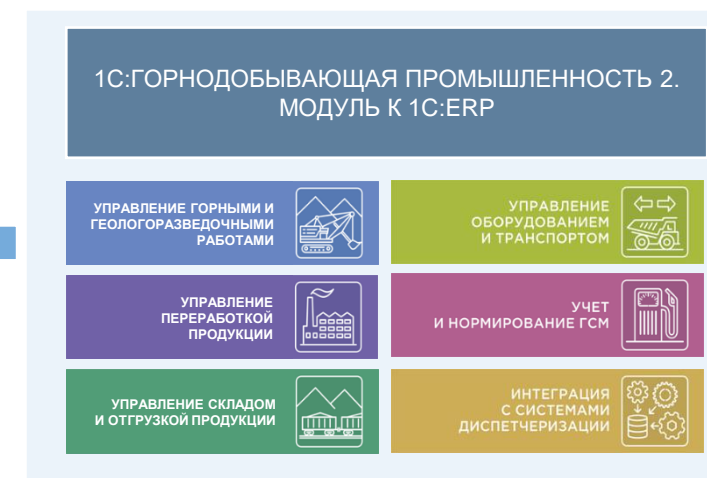 1С:ГОРНОДОБЫВАЮЩАЯ ПРОМЫШЛЕННОСТЬ 2.
МОДУЛЬ К 1С:ERP
УПРАВЛЕНИЕ ГОРНЫМИ И
ГЕОЛОГОРАЗВЕДОЧНЫМИ
РАБОТАМИ
УПРАВЛЕНИЕ
ОБОРУДОВАНИЕМ
И ТРАНСПОРТОМ
УПРАВЛЕНИЕ
ПЕРЕРАБОТКОЙ
ПРОДУКЦИИ
УЧЕТ
И НОРМИРОВАНИЕ ГСМ
УПРАВЛЕНИЕ СКЛАДОМ
И ОТГРУЗКОЙ ПРОДУКЦИИ
ИНТЕГРАЦИЯ
С СИСТЕМАМИ
ДИСПЕТЧЕРИЗАЦИИ